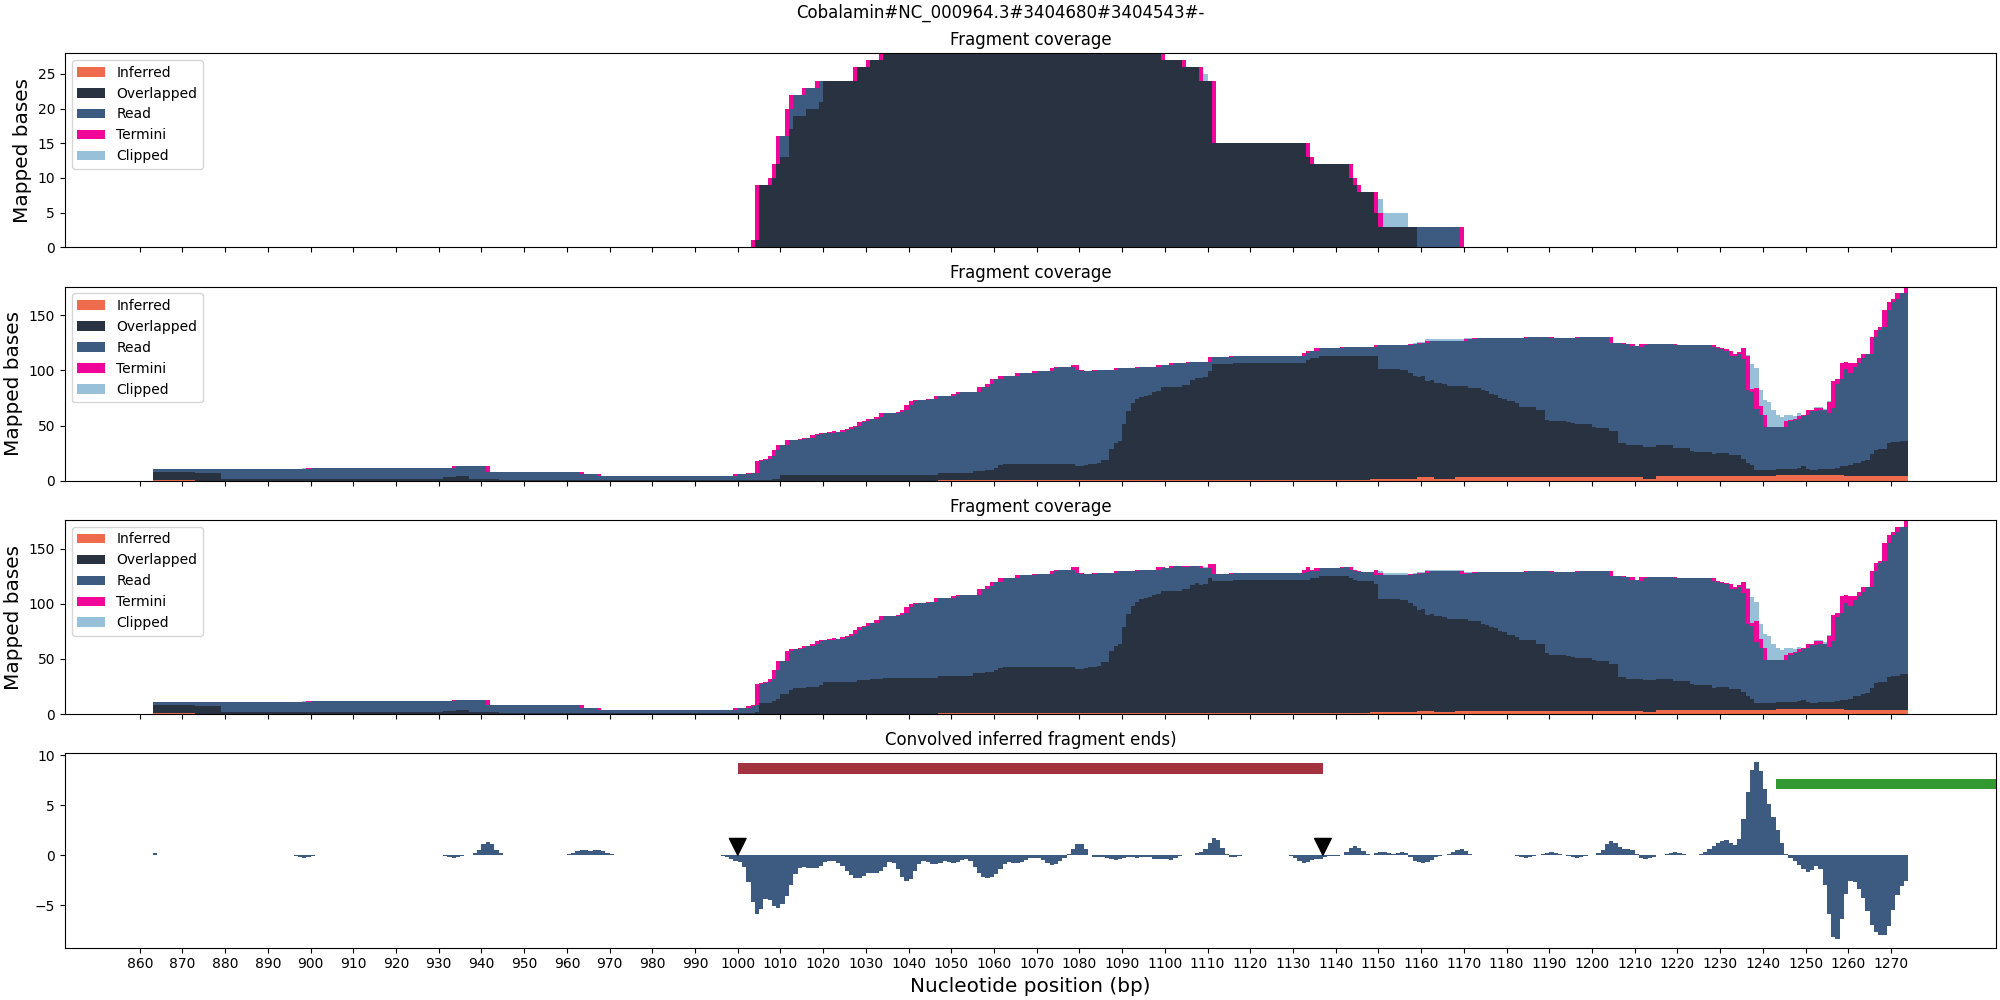 Cobalamin#NC_000964.3#3404680#3404543#-
Fragment coverage
Mapped bases
25
20
15
10
5
0
Inferred
Overlapped
Read
Termini
Clipped
Fragment coverage
Mapped bases
150
100
50
0
Inferred
Overlapped
Read
Termini
Clipped
Fragment coverage
Mapped bases
150
100
50
0
Inferred
Overlapped
Read
Termini
Clipped
Convolved inferred fragment ends)
10
5
0
−5
860 870 880 890 900 910 920 930 940 950 960 970 980 990 1000 1010 1020 1030 1040 1050 1060 1070 1080 1090 1100 1110 1120 1130 1140 1150 1160 1170 1180 1190 1200 1210 1220 1230 1240 1250 1260 1270
Nucleotide position (bp)